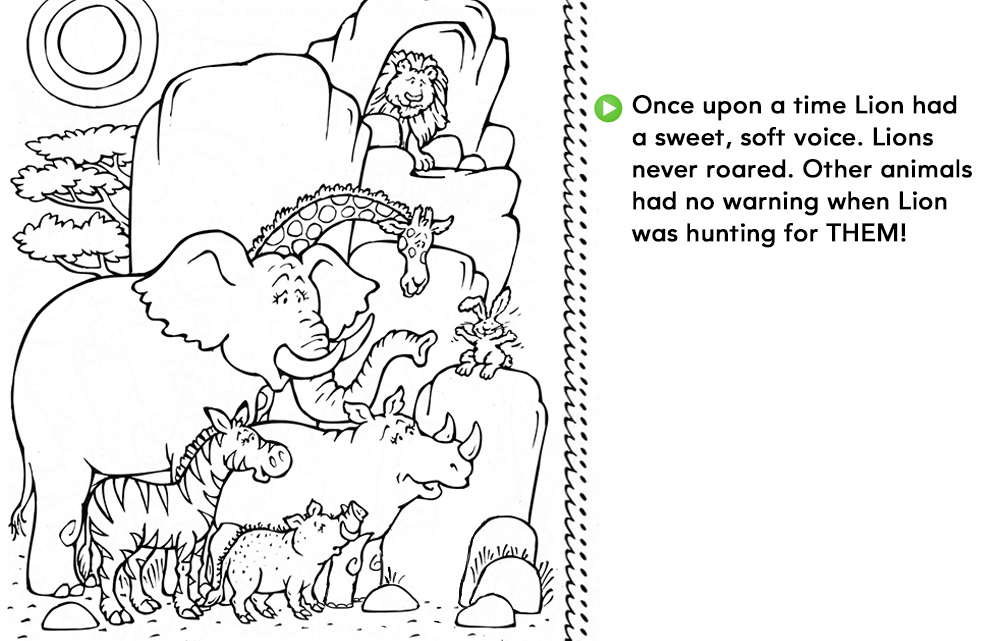 Once upon a time Lion had
a sweet, soft voice. Lions
never roared. Other animals
had no warning when Lion
was hunting for THEM!